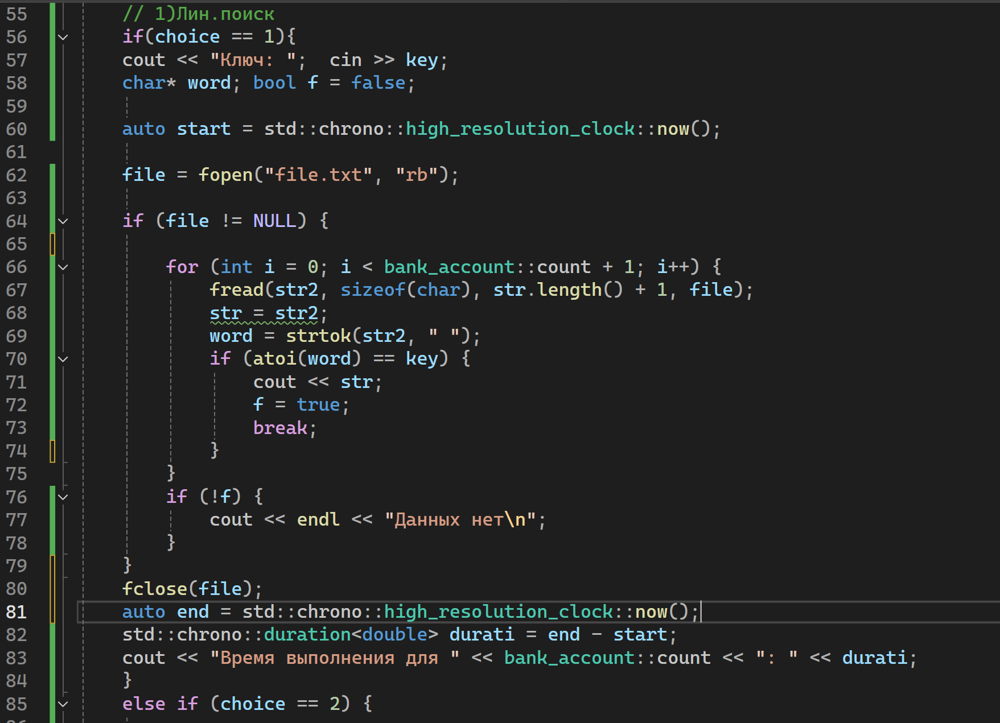 55 // 1)Лин.поиск
56 if(choice == 1){
57 cout << "Ключ: ";  cin >> key;
58 char* word; bool f = false;
59
60 auto start = std::chrono::high_resolution_clock::now();
61
62 file = fopen("file.txt", "rb");
63
64 if (file != NULL) {
65
66 for (int i = 0; i < bank_account::count + 1; i++) {
67 fread(str2, sizeof(char), str.length() + 1, file);
68 str = str2;
69 word = strtok(str2, " ");
70 if (atoi(word) == key) {
71 cout << str;
72 f = true;
73 break;
74 }
75 }
76 if (!f) {
77 cout << endl << "Данных нет\n";
78 }
79 }
80 fclose(file);
81 auto end = std::chrono::high_resolution_clock::now();
82 std::chrono::duration<double> durati = end - start;
83 cout << "Время выполнения для " << bank_account::count << ": " << durati;
84 }
85 else if (choice == 2) {